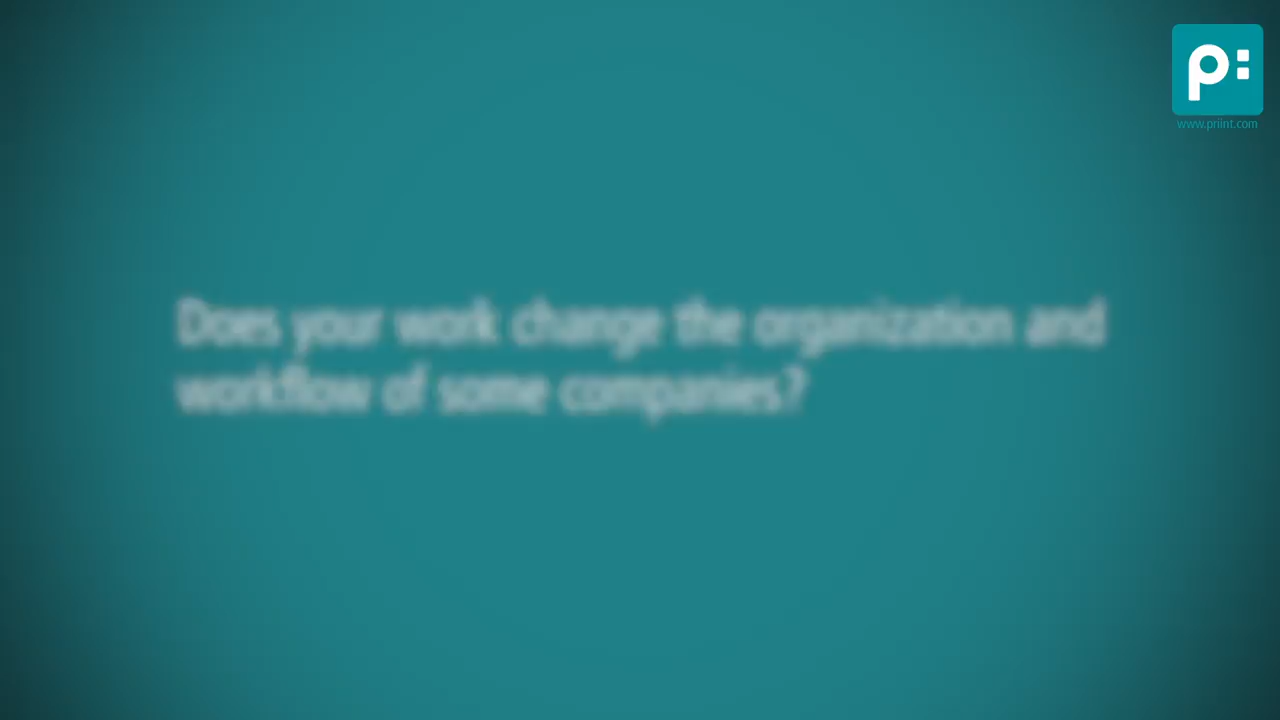 p:
www.priint.com
Does your work change the organization and
workflow of some companies?